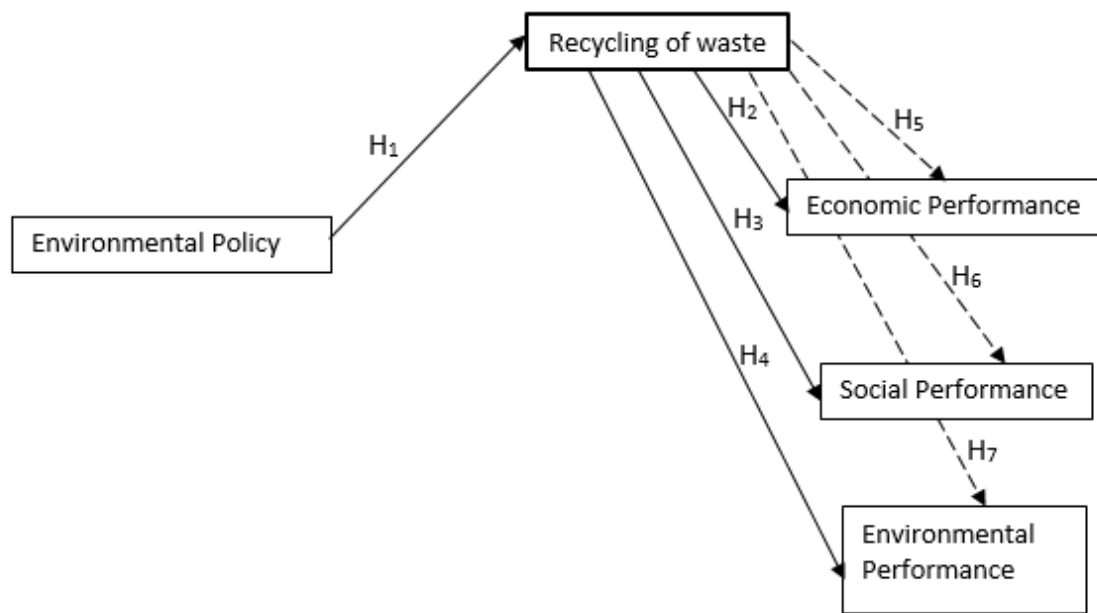 Recycling of waste
H₁
H₂
H₅
Economic Performance
H₃
Environmental Policy
H₆
H₄
Social Performance
H₇
Environmental
Performance